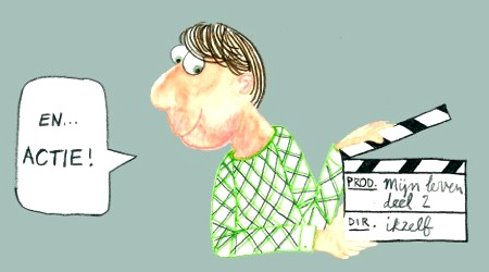 EN...
ACTIE!
PROD. Mijn leven
deel 2
DIR. ikzelf